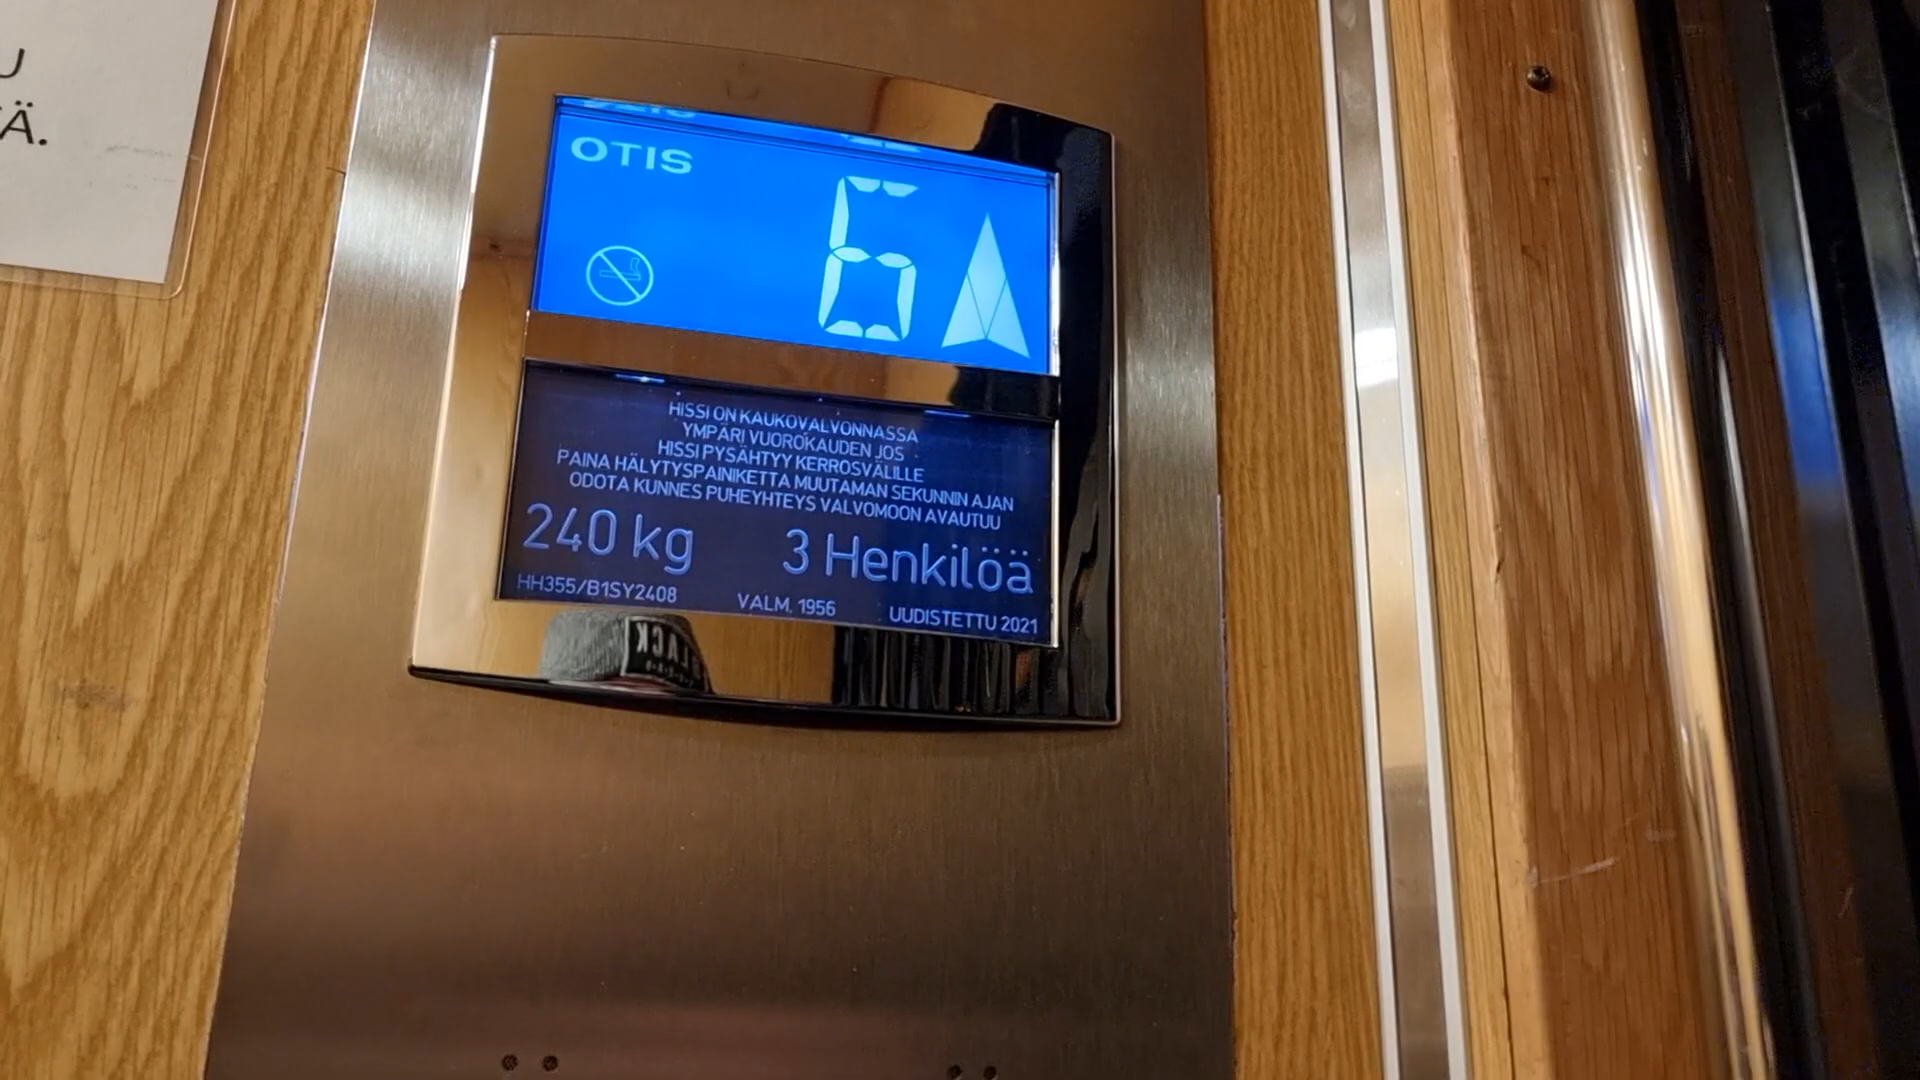 U
Ä.
OTIS
6
HISSI ON KAUKOVALVONNASSA
YMPÄRI VUOROKAUDEN JOS
HISSI PYSÄHTYY KERROSVÄLILLE
PAINA HÄLYTYSPAINIKETTA MUUTAMAN SEKUNNIN AJAN
ODOTA KUNNES PUHEYHTEYS VALVOMOON AVAUTUU
240 kg 3 Henkilöä
HH355/B1SY2408 VALM. 1956 UUDISTETTU 2021
BLACK